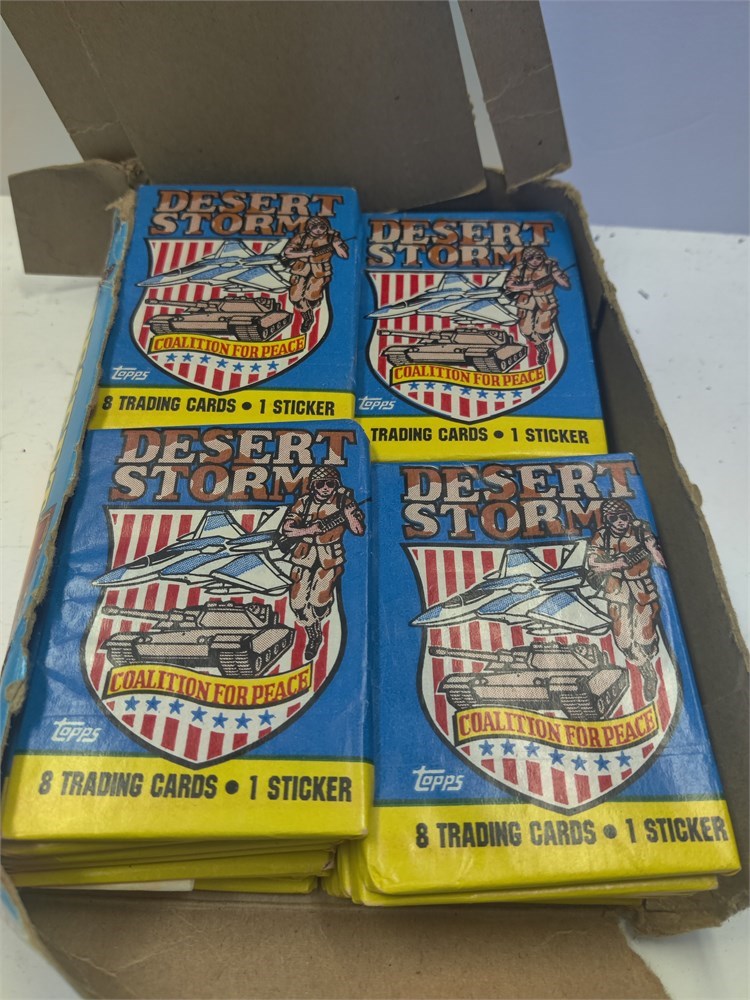 DESERT
STORM
COALITION FOR PEACE
topps
8 TRADING CARDS • 1 STICKER
DESERT
STORM
COALITION FOR PEACE
topps
TRADING CARDS • 1 STICKER
DESERT
STORM
COALITION FOR PEACE
topps
8 TRADING CARDS • 1 STICKER
DESERT
STORM
COALITION FOR PEACE
topps
8 TRADING CARDS • 1 STICKER